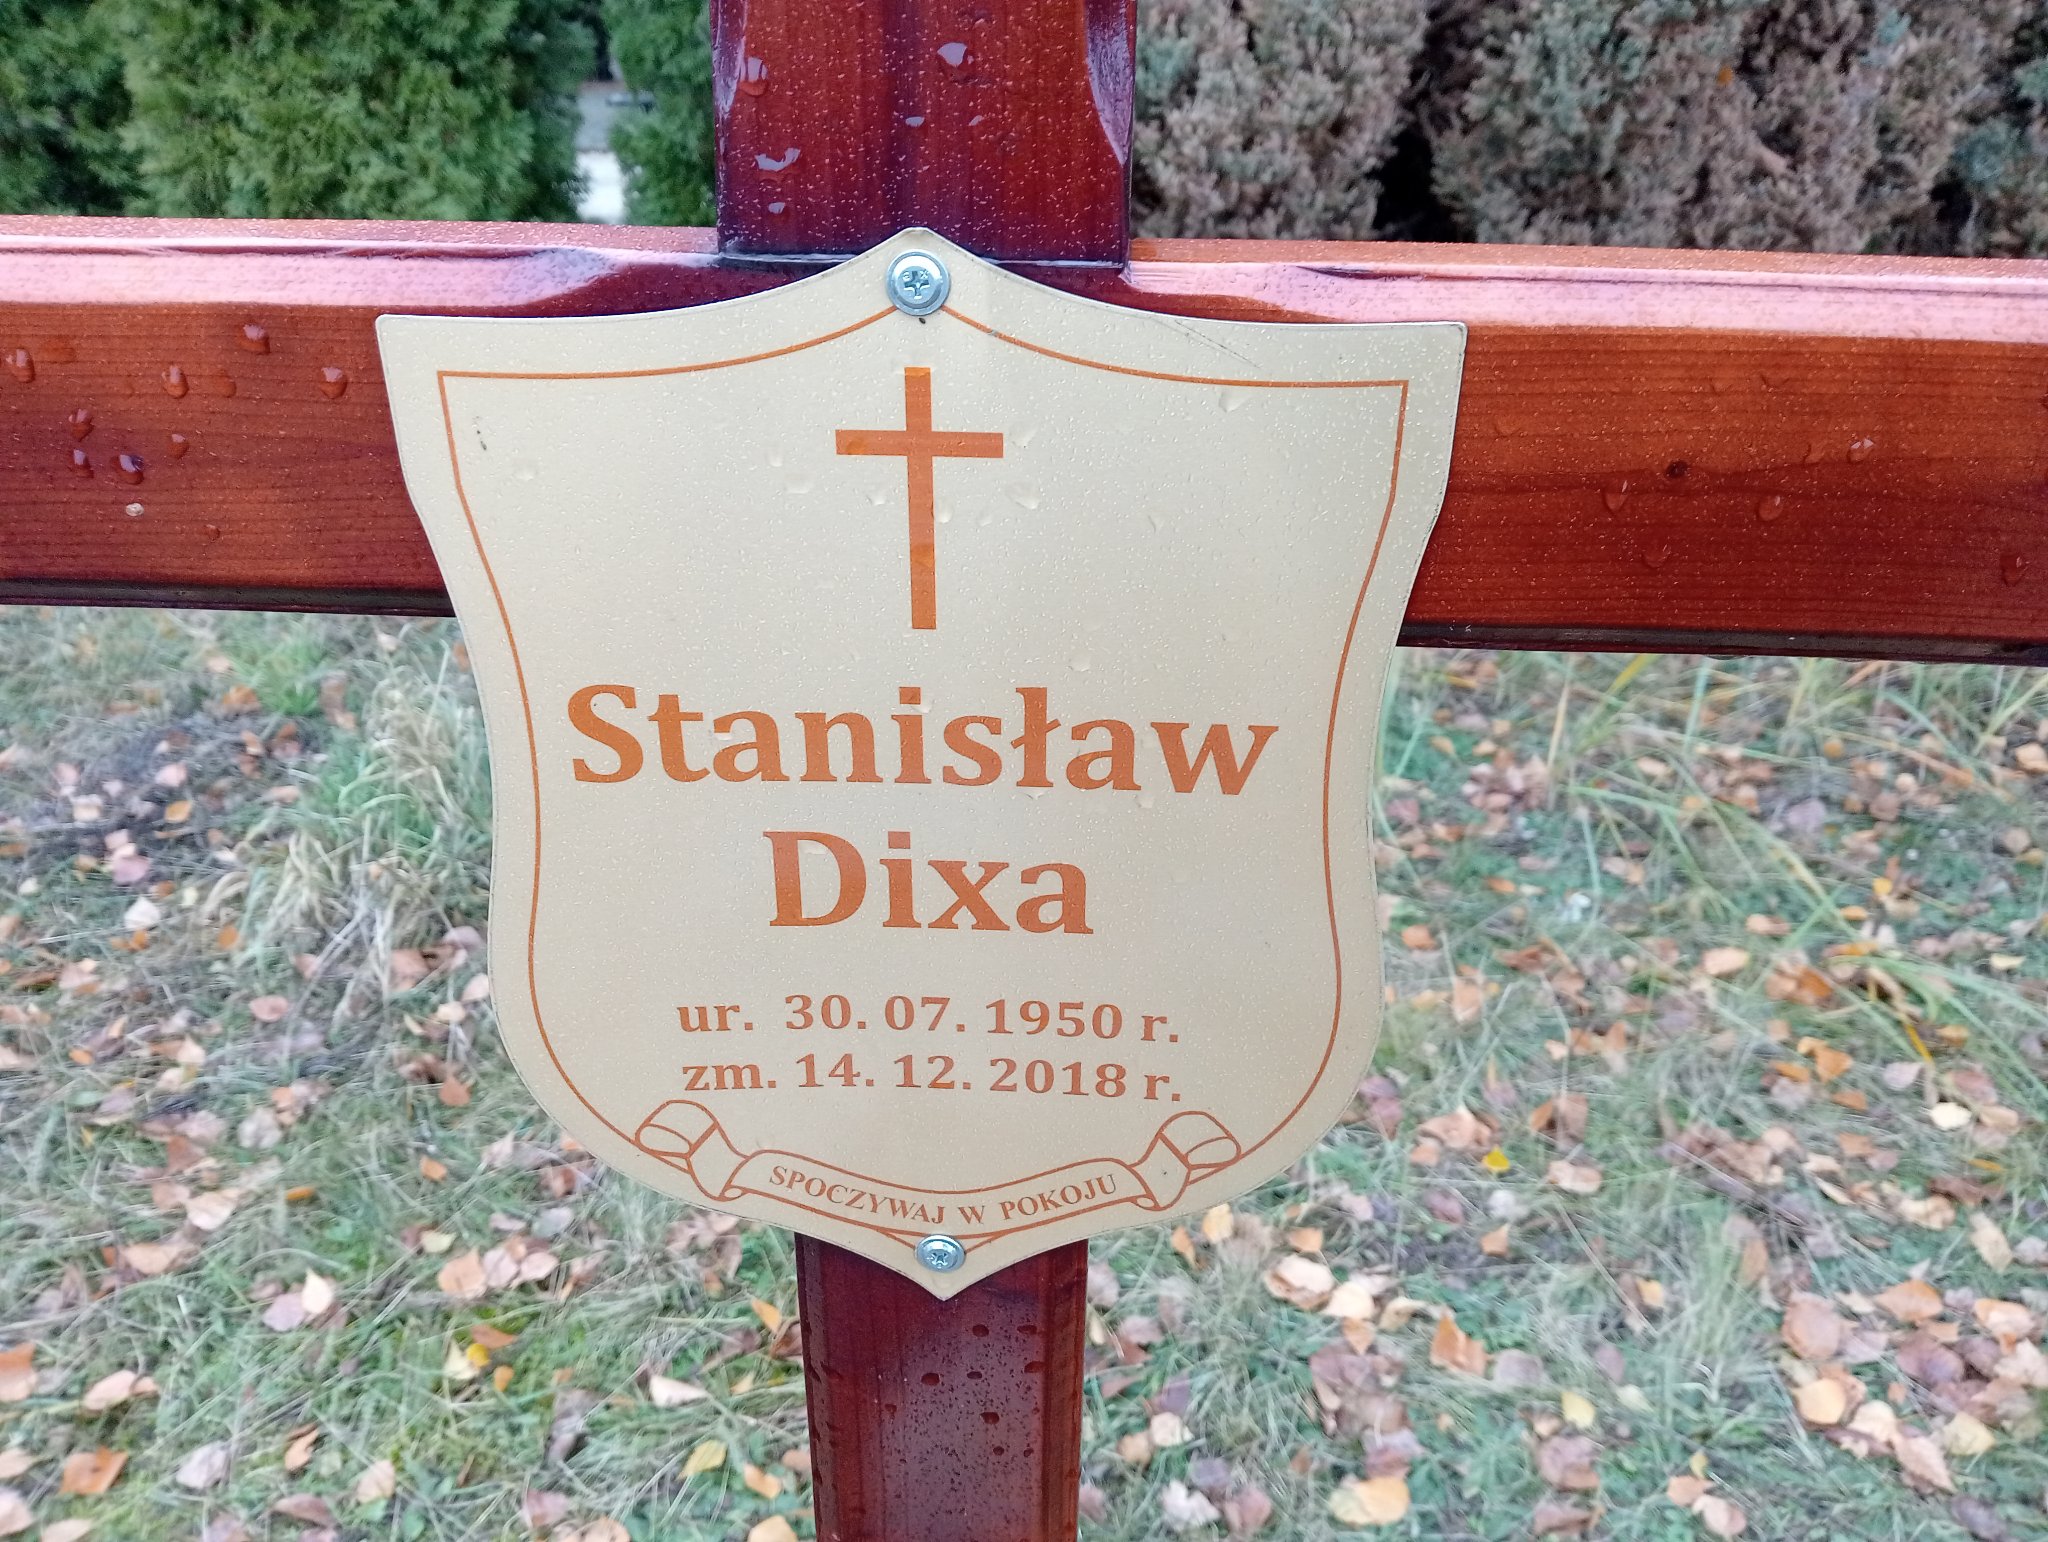 Stanisław
Dixa
ur. 30. 07. 1950 r.
zm. 14. 12. 2018 r.
SPOCZYWAJ W POKOJU